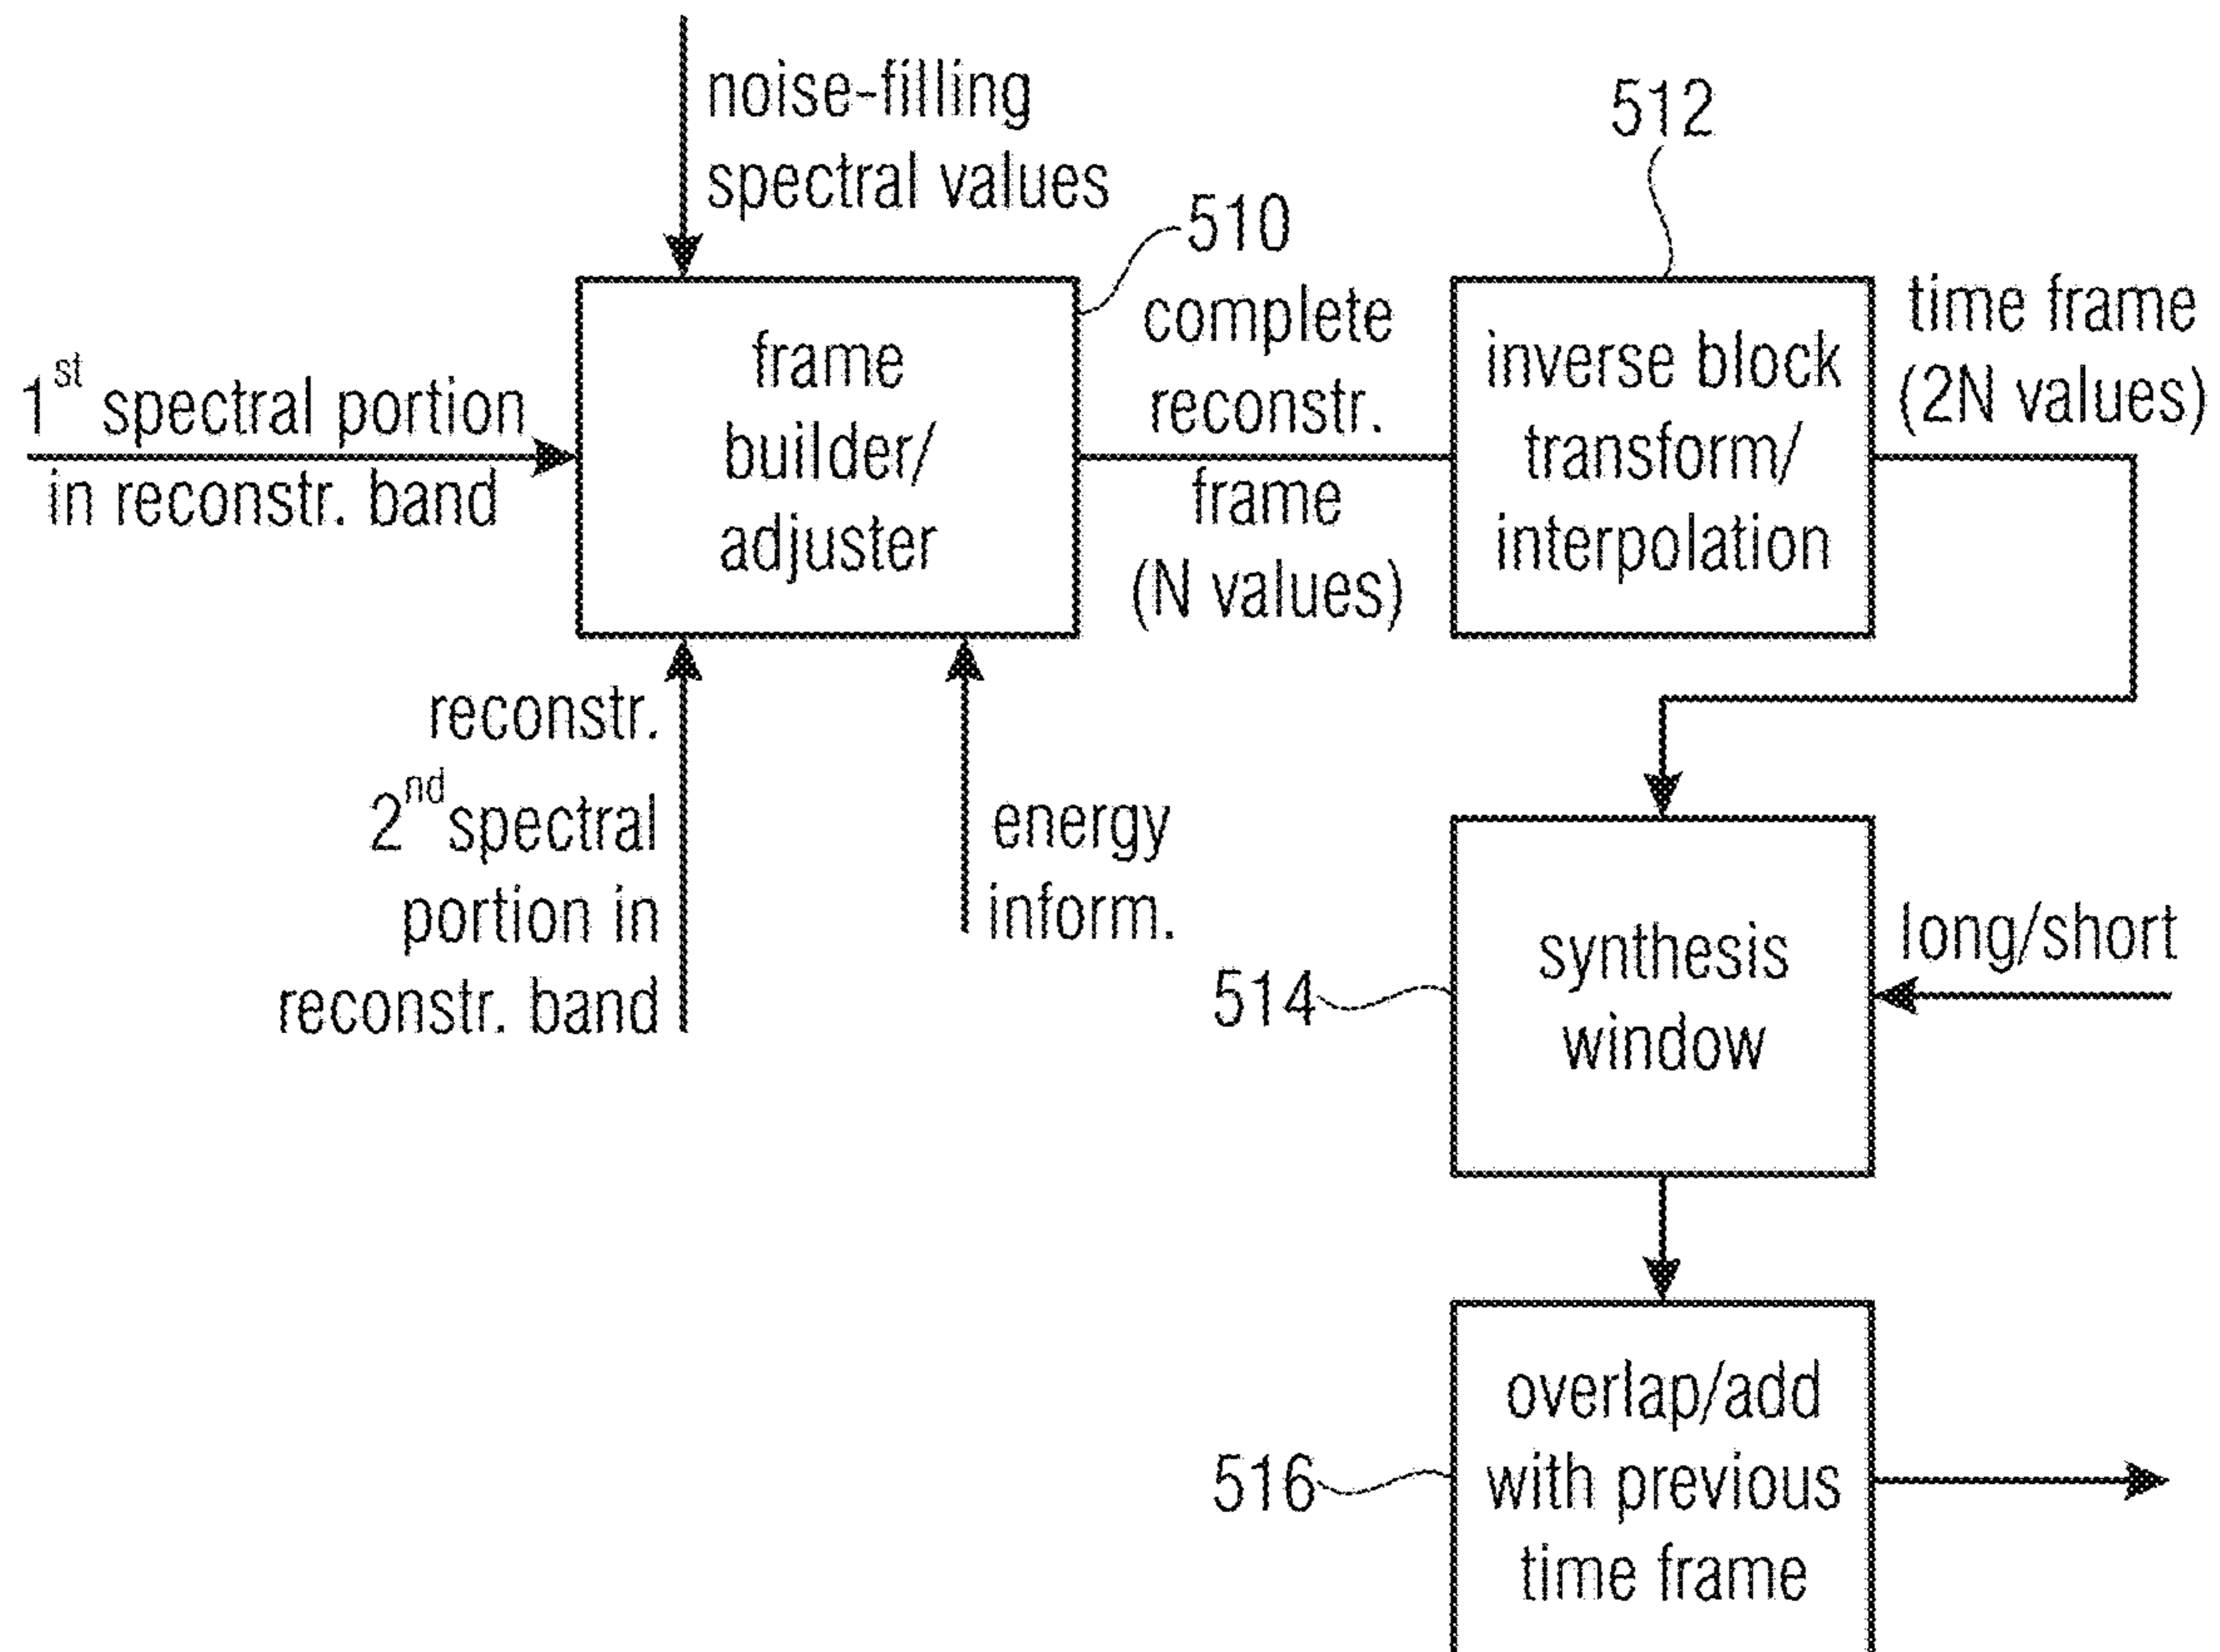 noise-filling
spectral values
512
510
1st spectral portion
in reconstr. band
frame
builder/
adjuster
complete
reconstr.
frame
(N values)
inverse block
transform/
interpolation
time frame
(2N values)
reconstr.
2nd spectral
portion in
reconstr. band
energy
inform.
514
synthesis
window
long/short
516
overlap/add
with previous
time frame